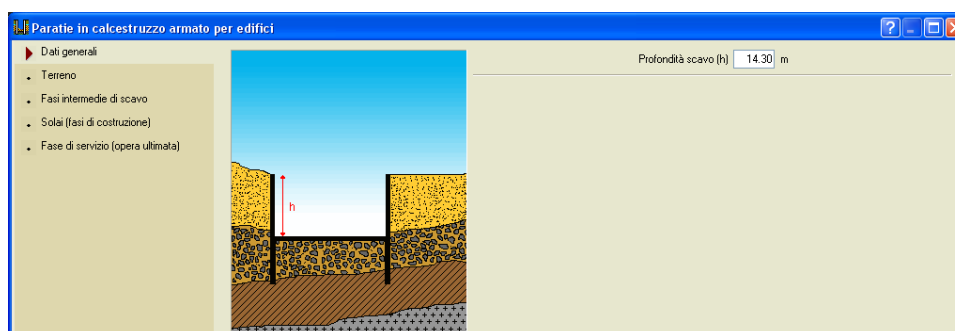 Paratie in calcestruzzo armato per edifici
Dati generali
Terreno
Fasi intermedie di scavo
Solai (fasi di costruzione)
Fase di servizio (opera ultimata)
h
Profondità scavo (h) 14.30 m